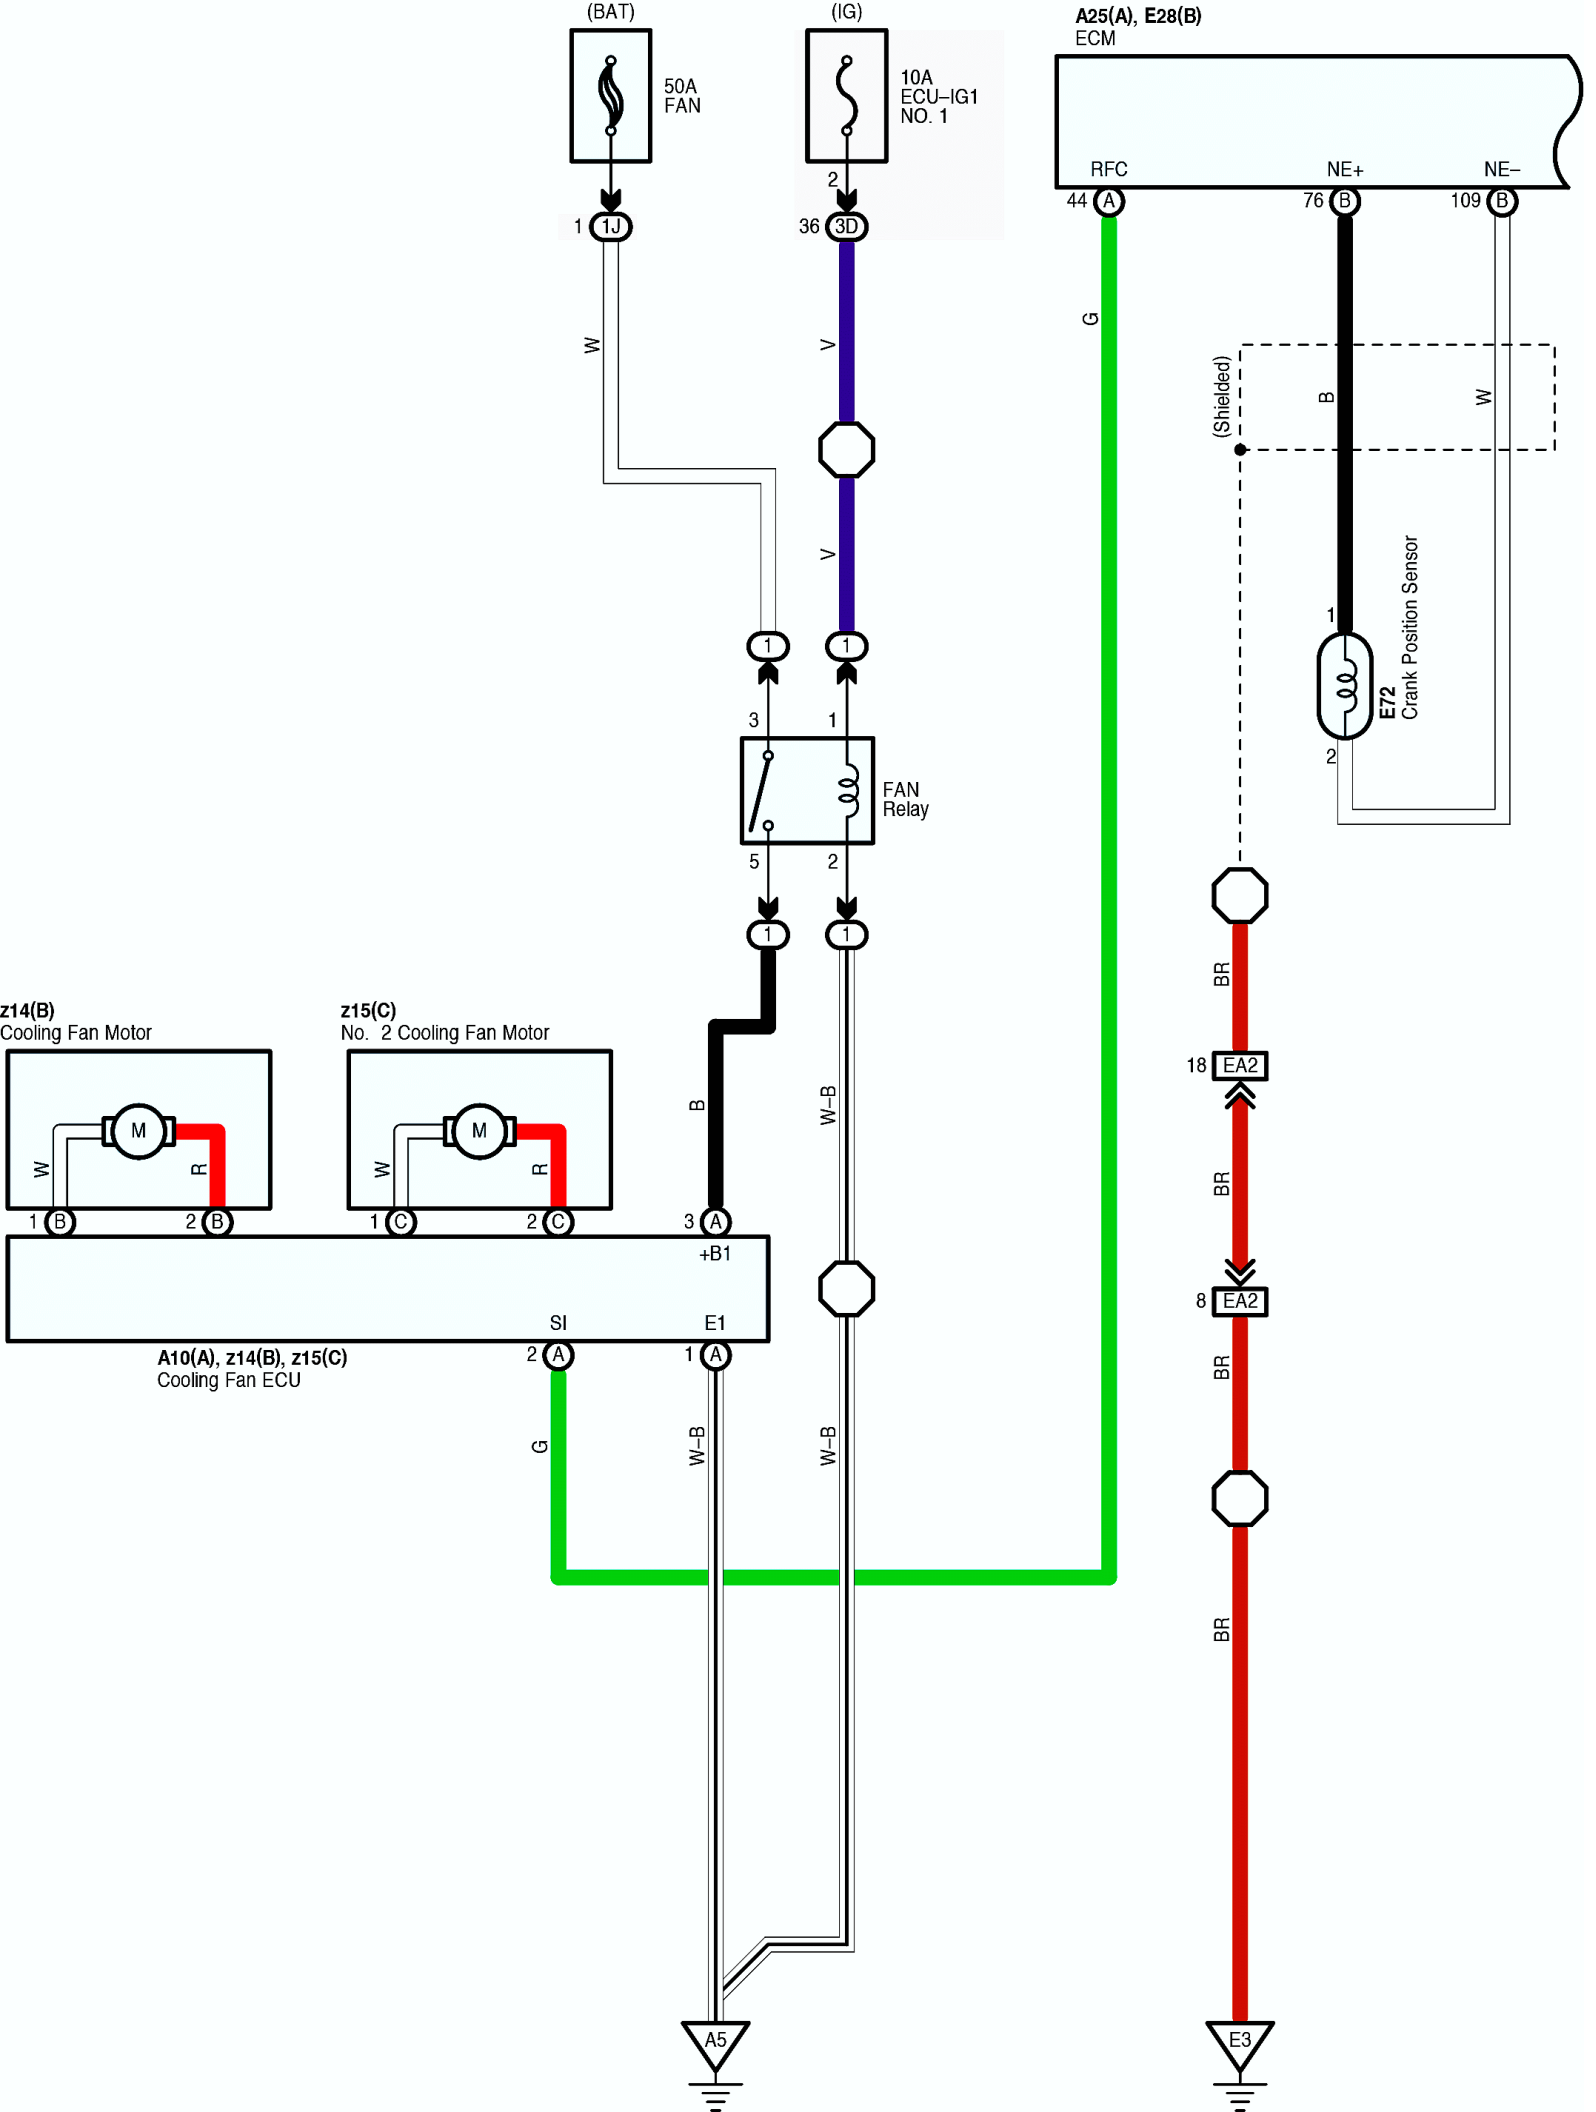 (BAT)
(IG)
A25(A), E28(B)
ECM
50A
FAN
10A
ECU–IG1
NO. 1
RFC
NE+
NE–
2
44 A
76 B
109 B
1 1J
36 3D
G
W
V
(Shielded)
B
W
V
Crank Position Sensor
E72
1
1
1
3
1
2
FAN
Relay
5
2
1
1
BR
z14(B)
Cooling Fan Motor
z15(C)
No. 2 Cooling Fan Motor
18 EA2
B
W–B
M
M
W
R
W
R
BR
1 B
2 B
1 C
2 C
3 A
+B1
8 EA2
SI
E1
2 A
1 A
A10(A), z14(B), z15(C)
Cooling Fan ECU
BR
G
W–B
W–B
BR
A5
E3